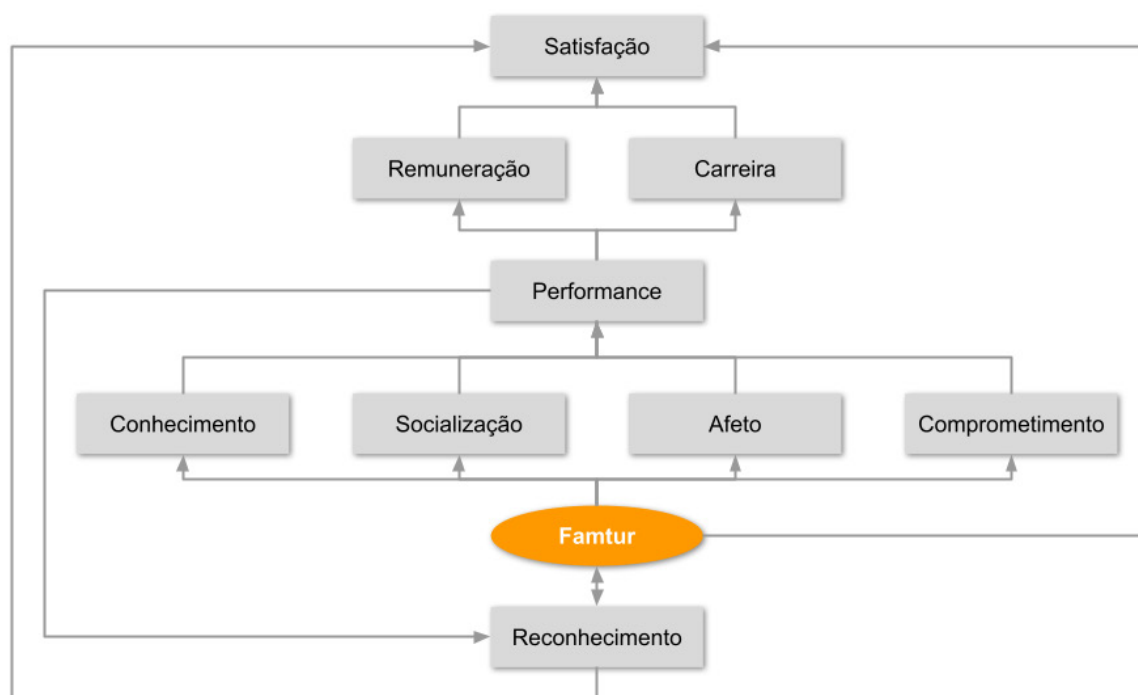 Satisfação
Remuneração
Carreira
Performance
Conhecimento
Socialização
Afeto
Comprometimento
Famtur
Reconhecimento